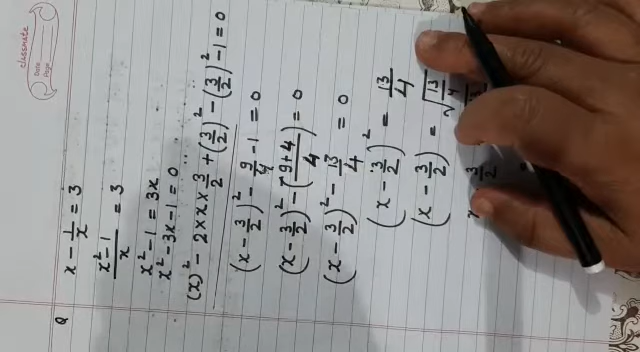 classmate
Date
Page
Q
x - 1/x = 3
(x² - 1)/x = 3
x² - 1 = 3x
x² - 3x - 1 = 0
(x)² - 2 × x × 3/2 + (3/2)² - (3/2)² - 1 = 0
(x - 3/2)² - 9/4 - 1 = 0
(x - 3/2)² - (9+4/4) = 0
(x - 3/2)² - 13/4 = 0
(x - 3/2)² = 13/4
(x - 3/2) = √13/4
x - 3/2